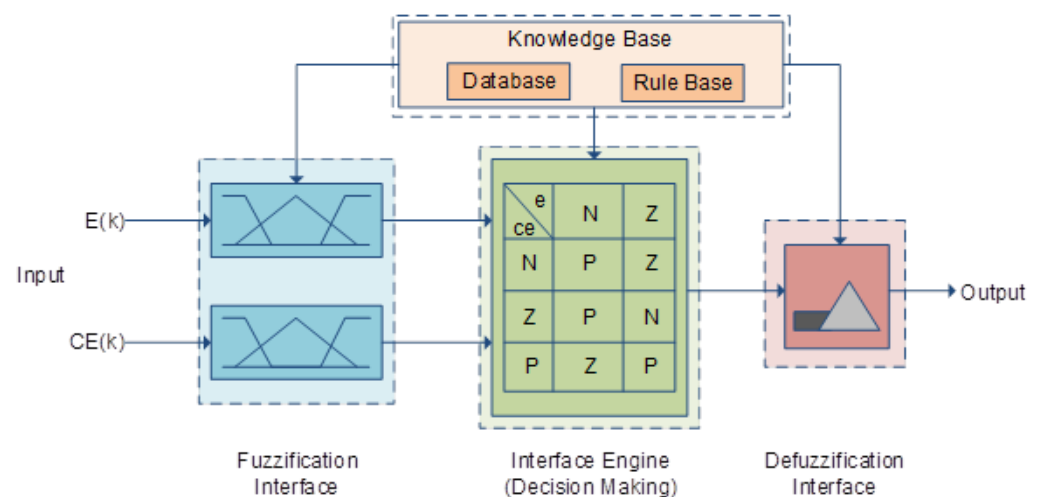 Knowledge Base
Database
Rule Base
E(k)
Input
CE(k)
e
ce
N Z
N P Z
Z P N
P Z P
Output
Fuzzification
Interface
Interface Engine
(Decision Making)
Defuzzification
Interface